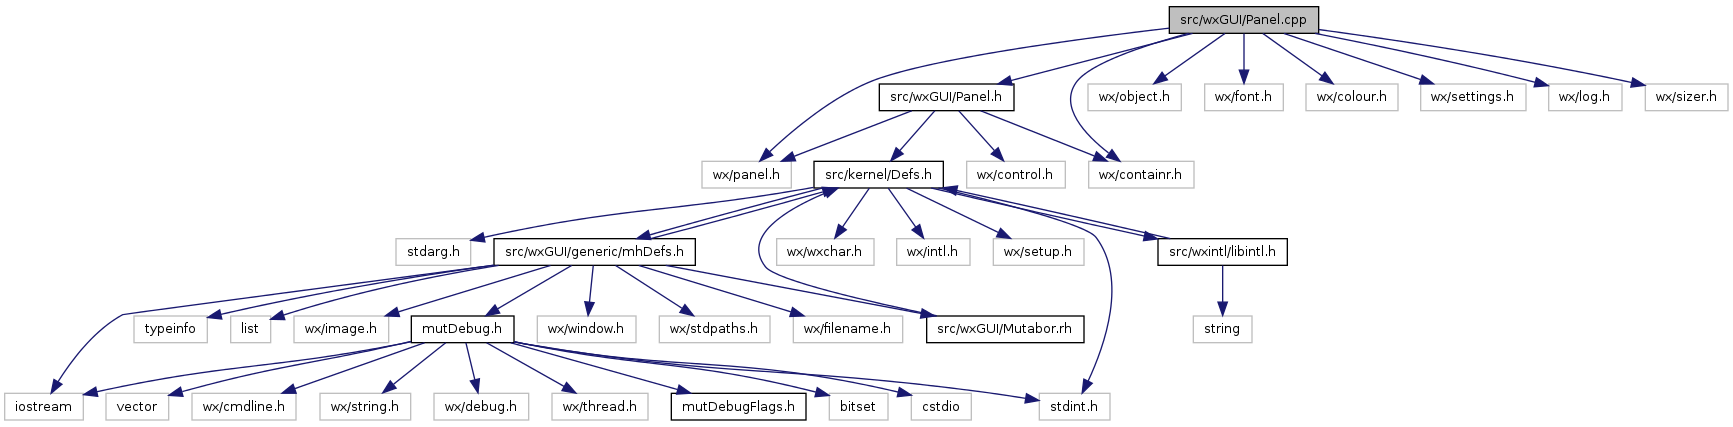 src/wxGUI/Panel.cpp
src/wxGUI/Panel.h
wx/object.h
wx/font.h
wx/colour.h
wx/settings.h
wx/log.h
wx/sizer.h
wx/panel.h
src/kernel/Defs.h
wx/control.h
wx/containr.h
stdarg.h
src/wxGUI/generic/mhDefs.h
wx/wxchar.h
wx/intl.h
wx/setup.h
src/wxintl/libintl.h
typeinfo
list
wx/image.h
mutDebug.h
wx/window.h
wx/stdpaths.h
wx/filename.h
src/wxGUI/Mutabor.rh
string
iostream
vector
wx/cmdline.h
wx/string.h
wx/debug.h
wx/thread.h
mutDebugFlags.h
bitset
cstdio
stdint.h